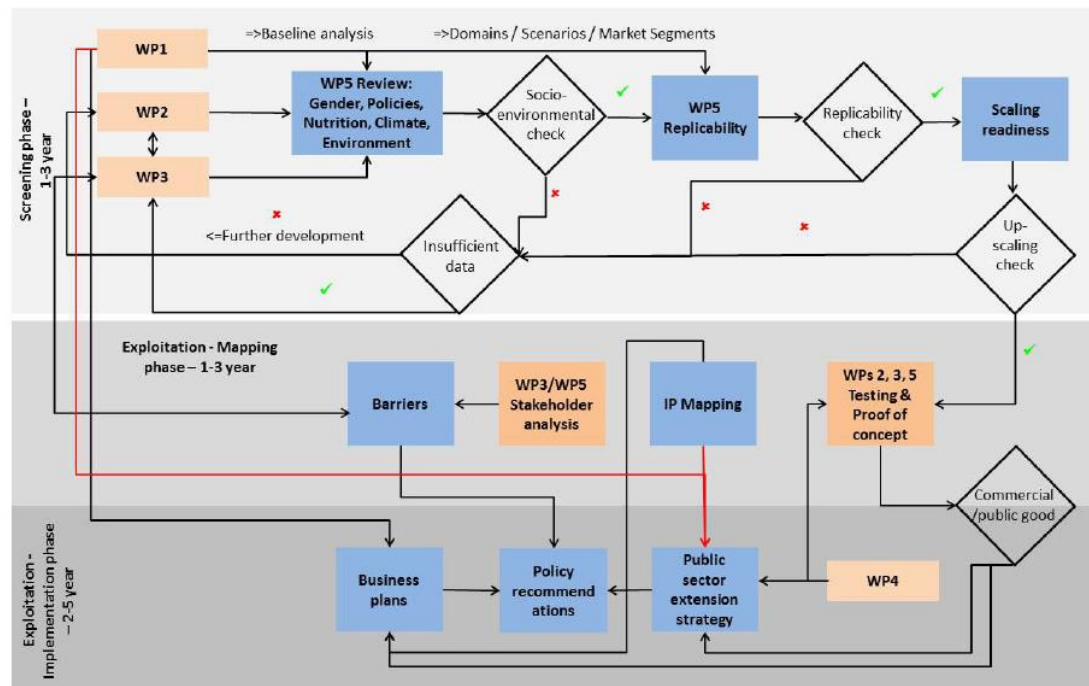 =>Baseline analysis
=>Domains / Scenarios / Market Segments
Screening phase –
1-3 year
WP1
WP2
WP3
WP5 Review:
Gender, Policies,
Nutrition, Climate,
Environment
Socio-
environmental
check
✓
WP5
Replicability
Replicability
check
✓
Scaling
readiness
✘
✘
✘
✘
<=Further development
Insufficient
data
✓
Up-
scaling
check
✓
Exploitation - Mapping
phase – 1-3 year
Barriers
WP3/WP5
Stakeholder
analysis
IP Mapping
WPs 2, 3, 5
Testing &
Proof of
concept
Commercial
/public good
Exploitation -
Implementation phase
– 2-5 year
Business
plans
Policy
recommend
ations
Public
sector
extension
strategy
WP4